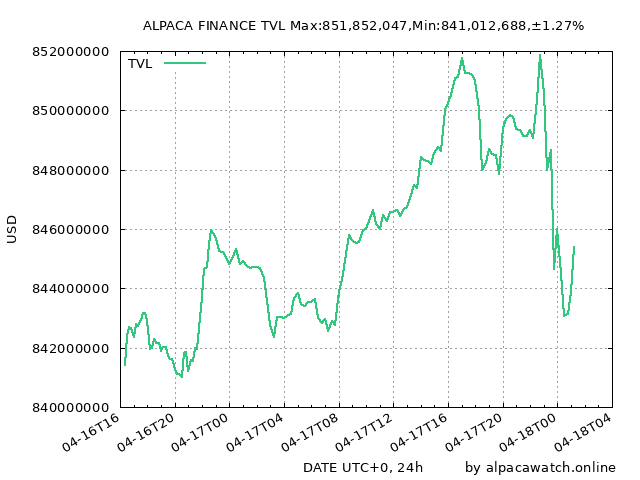 ALPACA FINANCE TVL Max:851,852,047,Min:841,012,688,±1.27%
852000000
TVL
850000000
848000000
846000000
USD
844000000
842000000
840000000
04-16T16 04-16T20 04-17T00 04-17T04 04-17T08 04-17T12 04-17T16 04-17T20 04-18T00 04-18T04
DATE UTC+0, 24h by alpacawatch.online